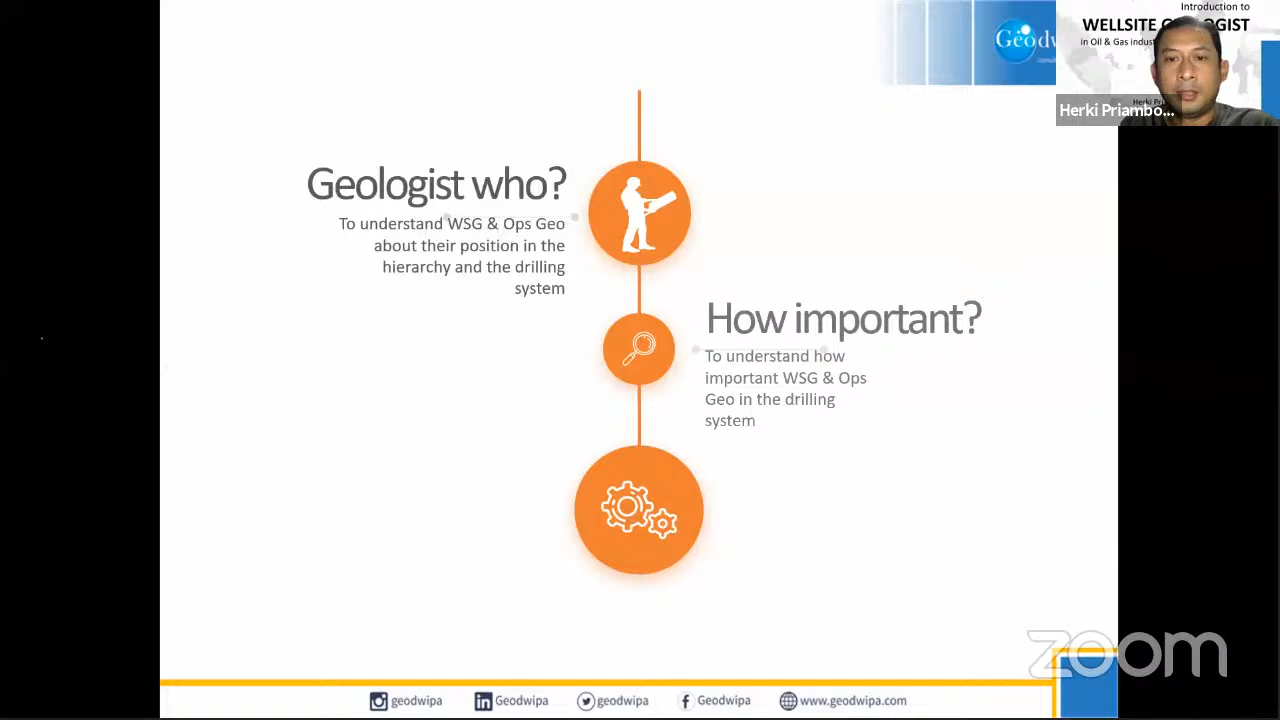 Introduction to
WELLSITE
in Oil & Gas
Herki Priambo...
Geologist who?
To understand WSG & Ops Geo
about their position in the
hierarchy and the drilling
system
How important?
To understand how
important WSG & Ops
Geo in the drilling
system
zoom
geodwipa
Geodwipa
geodwipa
Geodwipa
www.geodwipa.com